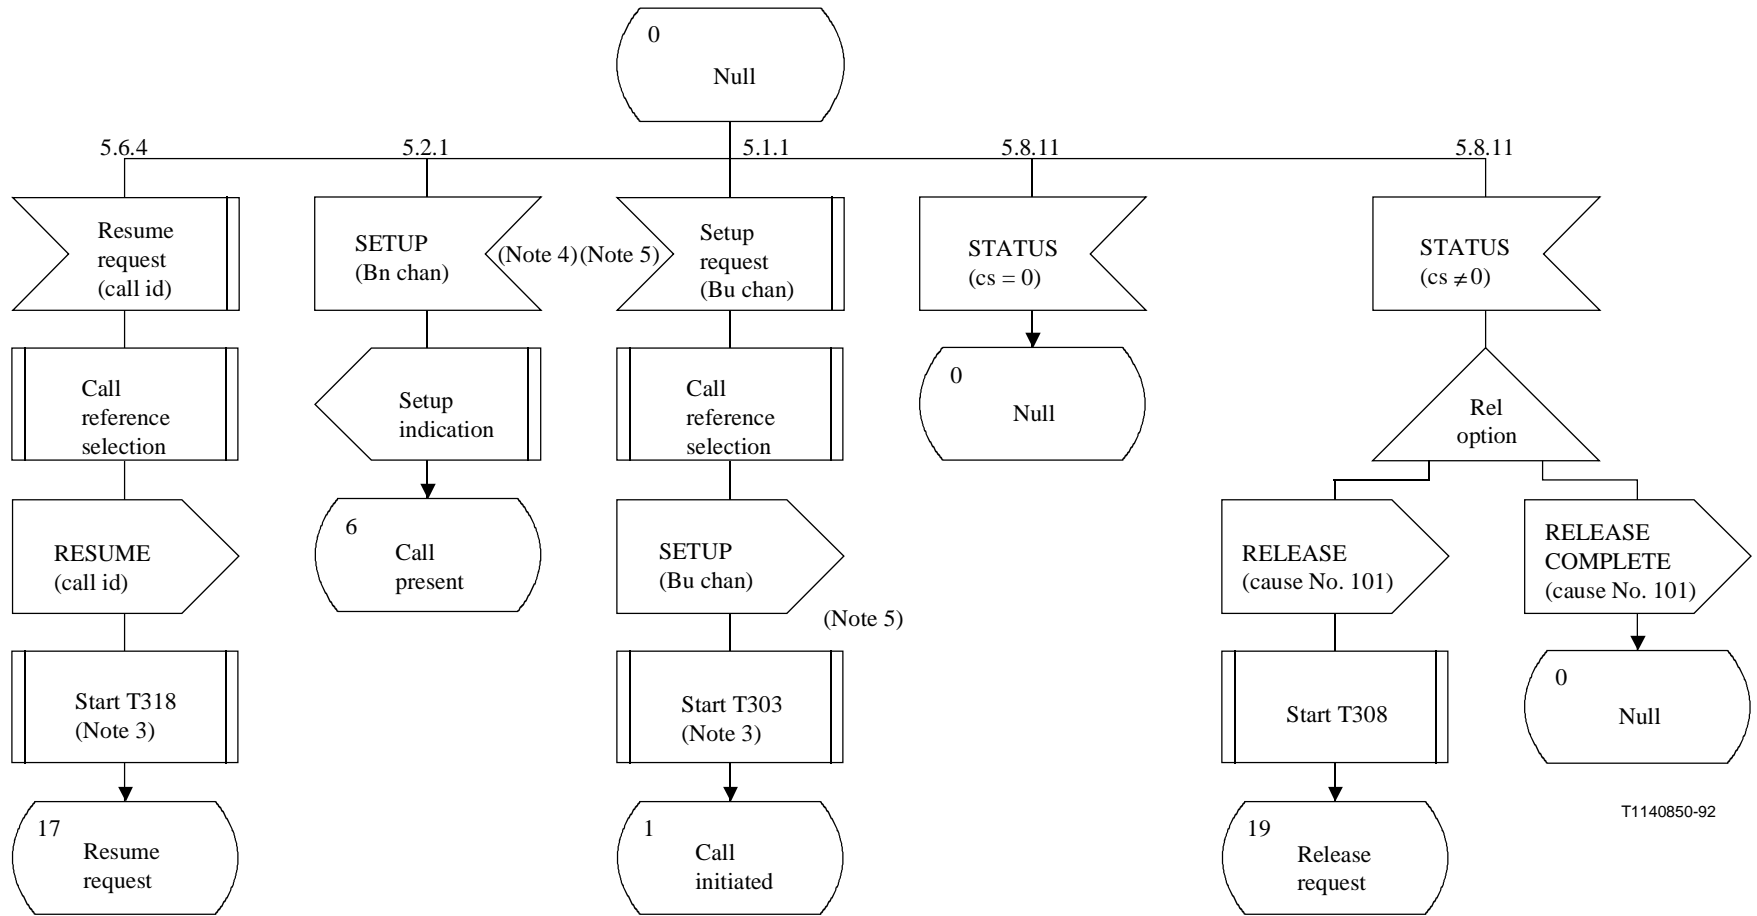 0
Null
5.6.4
5.2.1
5.1.1
5.8.11
5.8.11
Resume
request
(call id)
SETUP
(Bn chan)
(Note 4)
(Note 5)
Setup
request
(Bu chan)
STATUS
(cs = 0)
STATUS
(cs ≠ 0)
Call
reference
selection
Setup
indication
Call
reference
selection
0
Null
Rel
option
RESUME
(call id)
6
Call
present
SETUP
(Bu chan)
(Note 5)
RELEASE
(cause No. 101)
RELEASE
COMPLETE
(cause No. 101)
Start T318
(Note 3)
Start T303
(Note 3)
Start T308
0
Null
17
Resume
request
1
Call
initiated
19
Release
request
T1140850-92